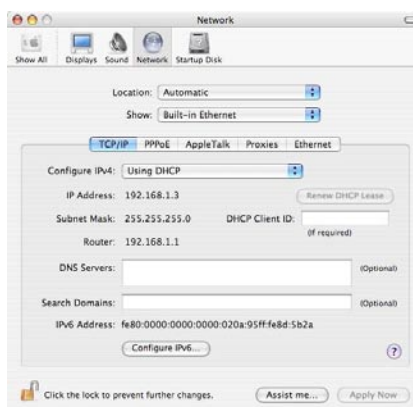 Network
Show All Displays Sound Network Startup Disk
Location: Automatic
Show: Built-in Ethernet
TCP/IP PPPoE AppleTalk Proxies Ethernet
Configure IPv4: Using DHCP
IP Address: 192.168.1.3 Renew DHCP Lease
Subnet Mask: 255.255.255.0 DHCP Client ID:
(If required)
Router: 192.168.1.1
DNS Servers: (Optional)
Search Domains: (Optional)
IPv6 Address: fe80:0000:0000:0000:020a:95ff:fe8d:5b2a
Configure IPv6... ?
Click the lock to prevent further changes. Assist me... Apply Now